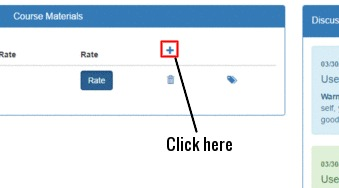 Course Materials
Discus
Rate Rate +
Rate
Click here
03/30
Use
Warn
self,
good
03/30
Use